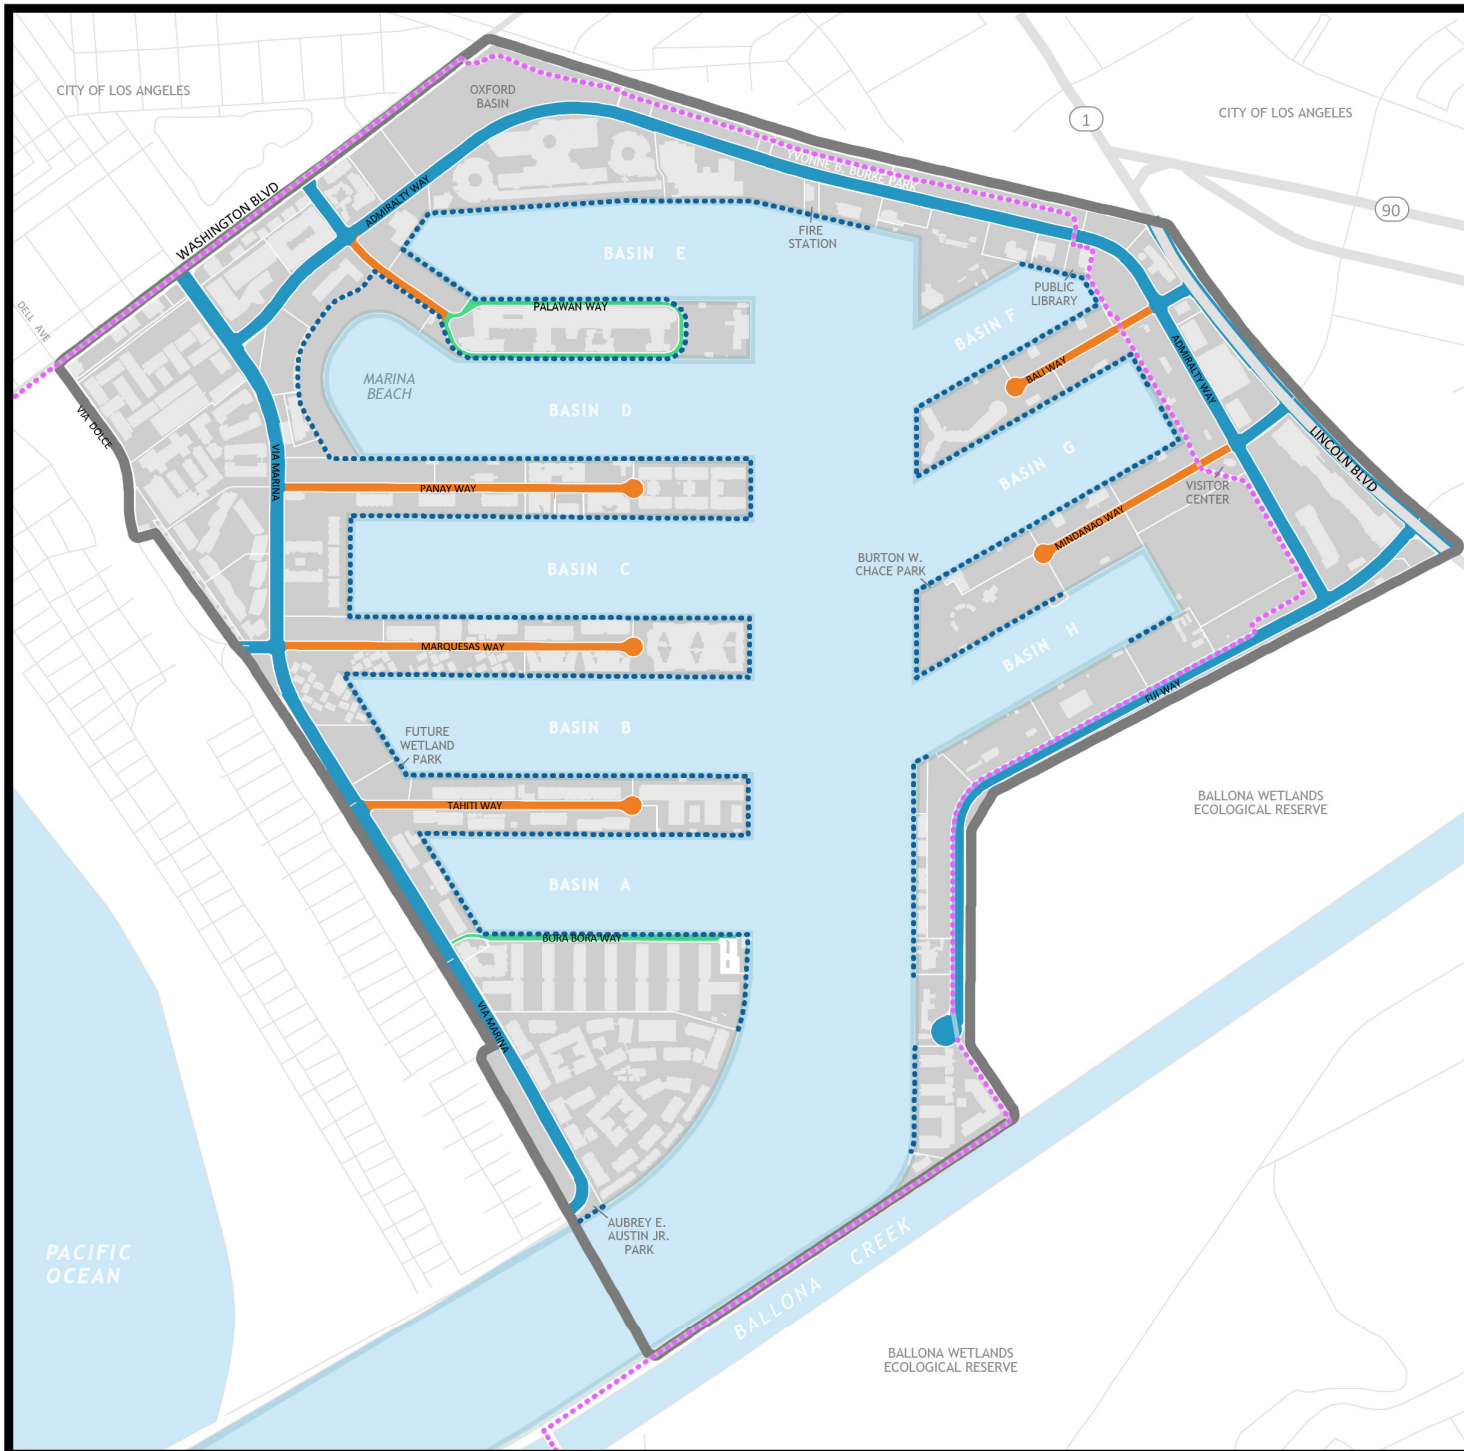 CITY OF LOS ANGELES
OXFORD
BASIN
1
CITY OF LOS ANGELES
90
YVONNE B. BURKE PARK
WASHINGTON BLVD
ADMIRALTY WAY
FIRE
STATION
BASIN E
PUBLIC
LIBRARY
PALAWAN WAY
BASIN F
DELL AVE
MARINA
BEACH
BALI WAY
ADMIRALTY WAY
BASIN D
VIA DOLCE
LINCOLN BLVD
VIA MARINA
BASIN G
PANAY WAY
VISITOR
CENTER
MINDANAO WAY
BURTON W.
CHACE PARK
BASIN C
BASIN H
MARQUESAS WAY
FIJI WAY
FUTURE
WETLAND
PARK
BASIN B
TAHITI WAY
BALLONA WETLANDS
ECOLOGICAL RESERVE
BASIN A
BORA BORA WAY
VIA MARINA
AUBREY E.
AUSTIN JR.
PARK
PACIFIC
OCEAN
BALLONA CREEK
BALLONA WETLANDS
ECOLOGICAL RESERVE